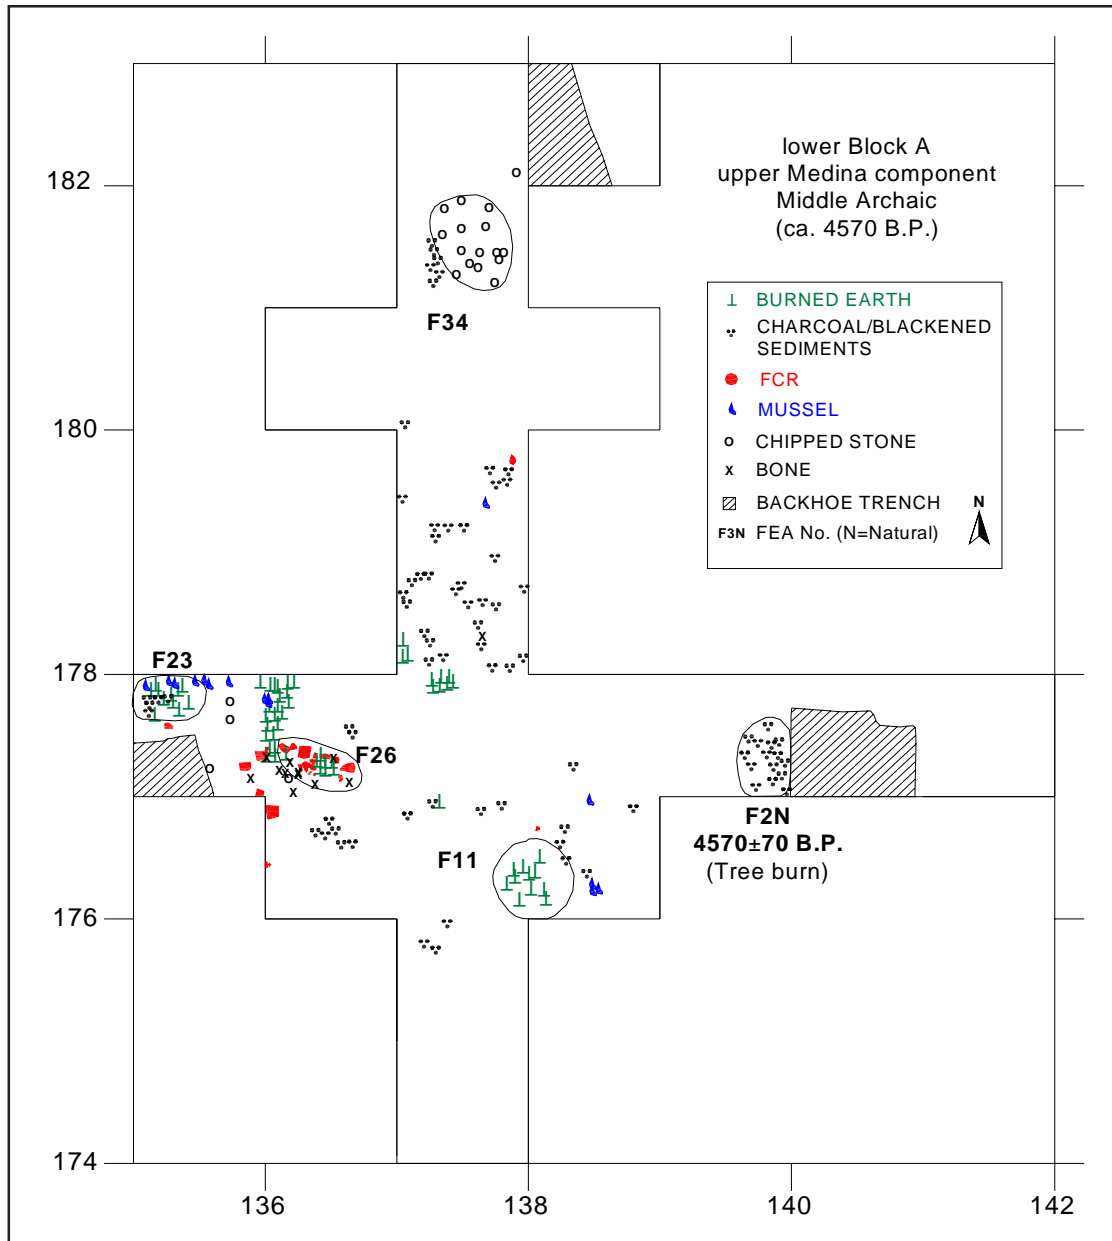 lower Block A
upper Medina component
Middle Archaic
(ca. 4570 B.P.)
BURNED EARTH
CHARCOAL/BLACKENED
SEDIMENTS
FCR
MUSSEL
o CHIPPED STONE
x BONE
BACKHOE TRENCH
N
F3N FEA No. (N=Natural)
182
F34
180
178
F23
F26
F2N
4570±70 B.P.
(Tree burn)
F11
176
174
136
138
140
142